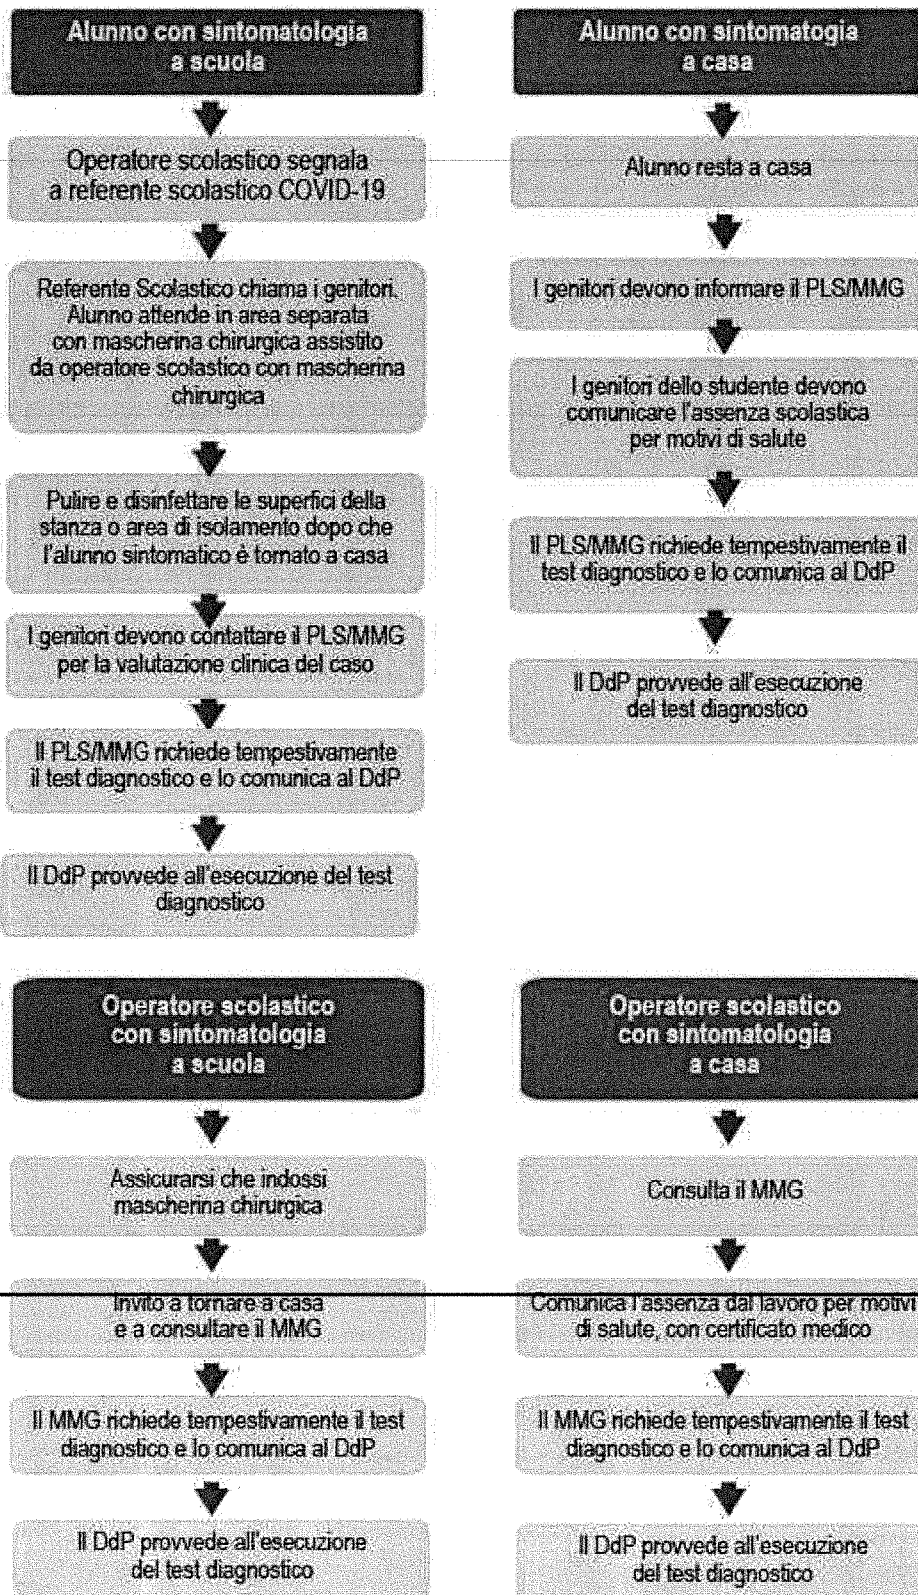 Alunno con sintomatologia
a scuola
Operatore scolastico segnala
a referente scolastico COVID-19
Referente Scolastico chiama i genitori.
Alunno attende in area separata
con mascherina chirurgica assistito
da operatore scolastico con mascherina
chirurgica
Pulire e disinfettare le superfici della
stanza o area di isolamento dopo che
l'alunno sintomatico è tornato a casa
I genitori devono contattare il PLS/MMG
per la valutazione clinica del caso
Il PLS/MMG richiede tempestivamente
il test diagnostico e lo comunica al DdP
Il DdP provvede all'esecuzione del test
diagnostico
Alunno con sintomatogia
a casa
Alunno resta a casa
I genitori devono informare il PLS/MMG
I genitori dello studente devono
comunicare l'assenza scolastica
per motivi di salute
Il PLS/MMG richiede tempestivamente il
test diagnostico e lo comunica al DdP
Il DdP provvede all'esecuzione
del test diagnostico
Operatore scolastico
con sintomatologia
a scuola
Assicurarsi che indossi
mascherina chirurgica
Invito a tornare a casa
e a consultare il MMG
Il MMG richiede tempestivamente il test
diagnostico e lo comunica al DdP
Il DdP provvede all'esecuzione
del test diagnostico
Operatore scolastico
con sintomatologia
a casa
Consulta il MMG
Comunica l'assenza dal lavoro per motivi
di salute, con certificato medico
Il MMG richiede tempestivamente il test
diagnostico e lo comunica al DdP
Il DdP provvede all'esecuzione
del test diagnostico